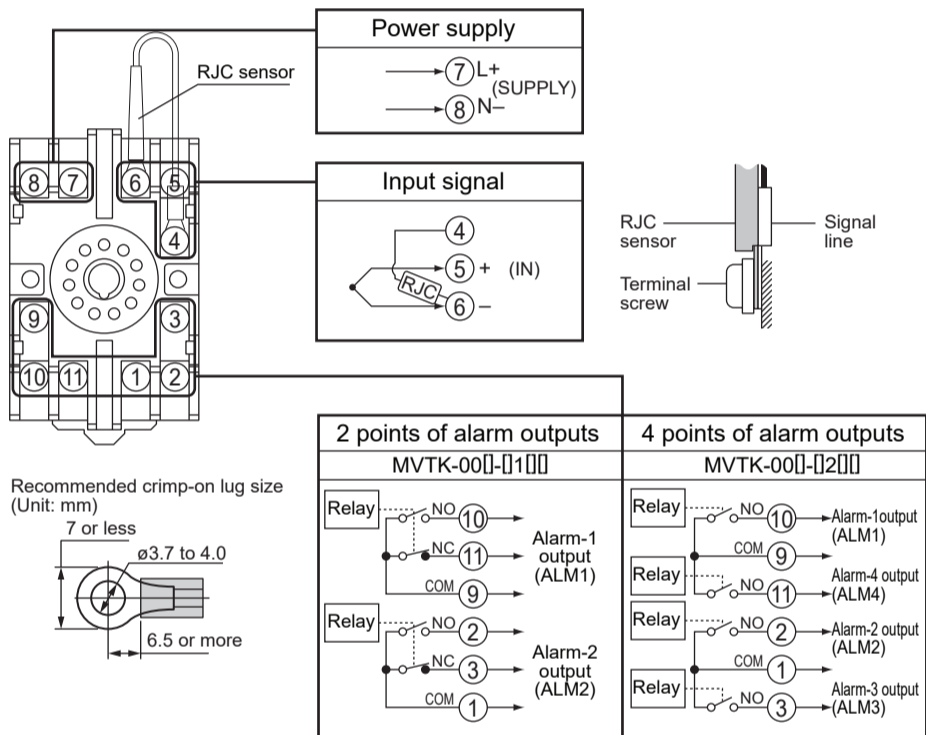 Power supply
7 L+
(SUPPLY)
8 N–
RJC sensor
8 7 6 5
4
9 3
10 11 1 2
Input signal
4
5 + (IN)
RJC
6 –
RJC
sensor
Signal
line
Terminal
screw
Recommended crimp-on lug size
(Unit: mm)
7 or less
ø3.7 to 4.0
6.5 or more
2 points of alarm outputs
MVTK-00[]-[]1[][]
Relay
NO 10
NC 11
COM 9
Alarm-1
output
(ALM1)
Relay
NO 2
NC 3
COM 1
Alarm-2
output
(ALM2)
4 points of alarm outputs
MVTK-00[]-[]2[][]
Relay
NO 10 Alarm-1output
(ALM1)
COM 9
Relay
NO 11 Alarm-4 output
(ALM4)
Relay
NO 2 Alarm-2 output
(ALM2)
COM 1
Relay
NO 3 Alarm-3 output
(ALM3)